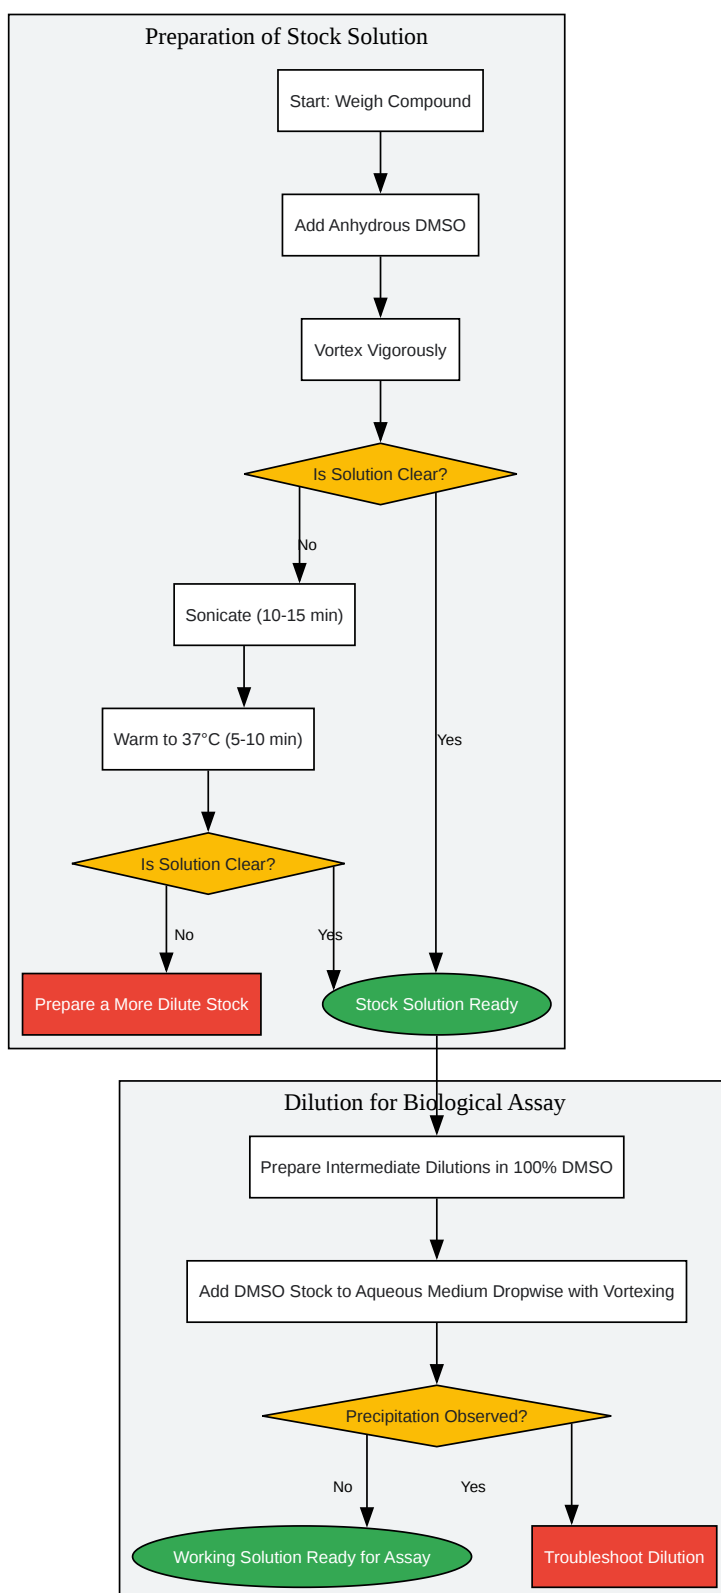 Preparation of Stock Solution
Start: Weigh Compound
Add Anhydrous DMSO
Vortex Vigorously
Is Solution Clear?
No
Sonicate (10-15 min)
Warm to 37°C (5-10 min)
Yes
Is Solution Clear?
No
Yes
Prepare a More Dilute Stock
Stock Solution Ready
Dilution for Biological Assay
Prepare Intermediate Dilutions in 100% DMSO
Add DMSO Stock to Aqueous Medium Dropwise with Vortexing
Precipitation Observed?
No
Yes
Working Solution Ready for Assay
Troubleshoot Dilution